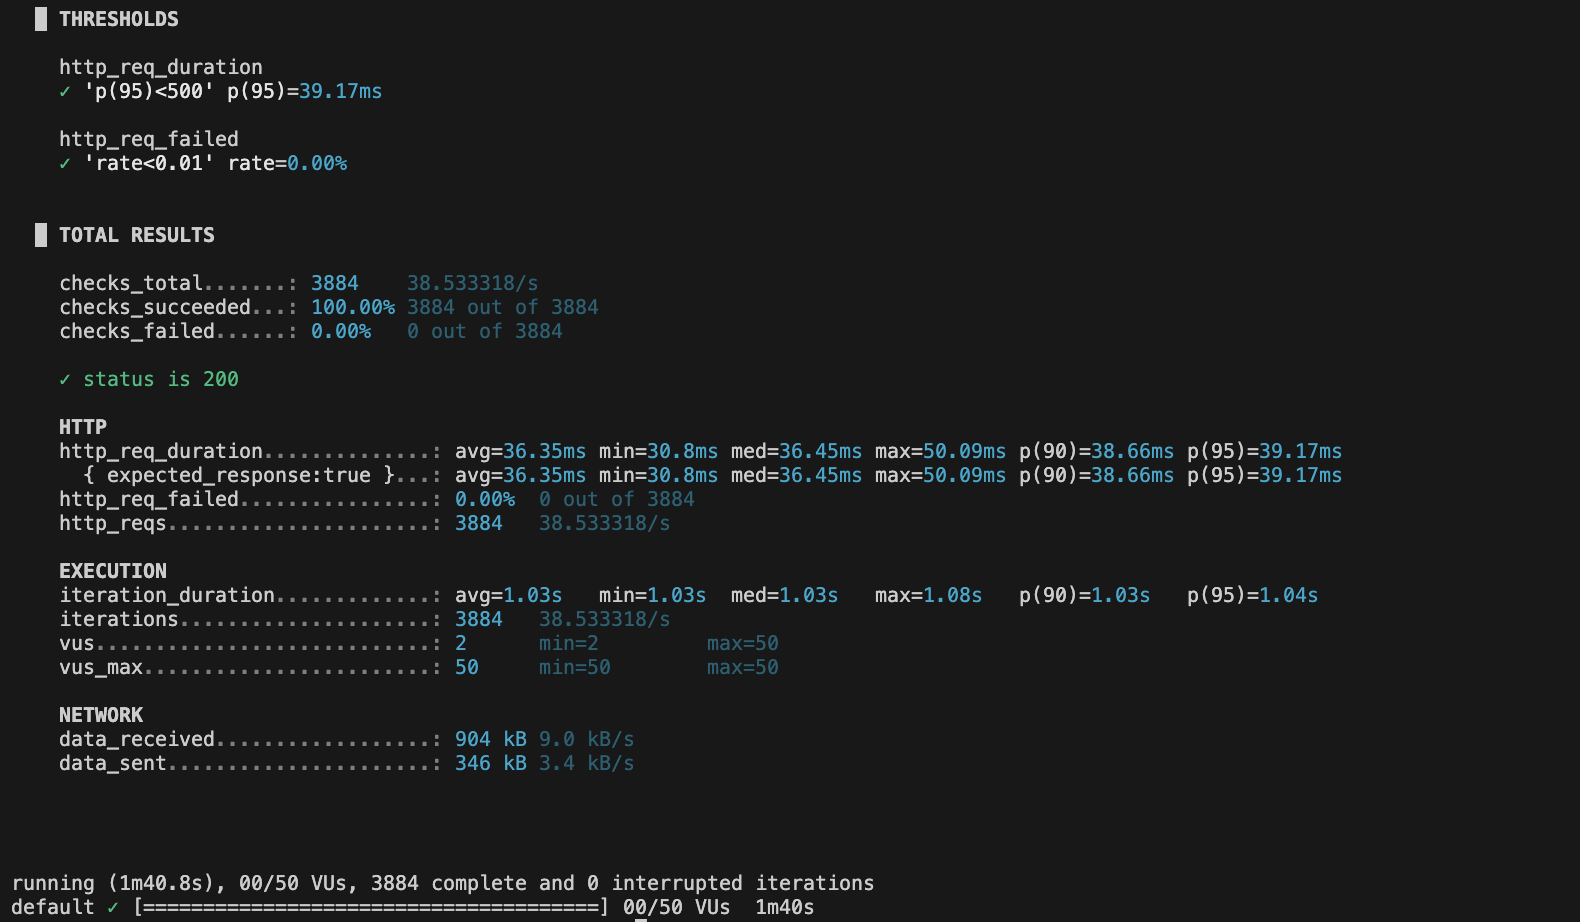 THRESHOLDS
http_req_duration
✓ 'p(95)<500' p(95)=39.17ms
http_req_failed
✓ 'rate<0.01' rate=0.00%
TOTAL RESULTS
checks_total.......: 3884    38.533318/s
checks_succeeded...: 100.00% 3884 out of 3884
checks_failed......: 0.00%   0 out of 3884
✓ status is 200
HTTP
http_req_duration..............: avg=36.35ms min=30.8ms med=36.45ms max=50.09ms p(90)=38.66ms p(95)=39.17ms
{ expected_response:true }...: avg=36.35ms min=30.8ms med=36.45ms max=50.09ms p(90)=38.66ms p(95)=39.17ms
http_req_failed................: 0.00%  0 out of 3884
http_reqs......................: 3884   38.533318/s
EXECUTION
iteration_duration.............: avg=1.03s   min=1.03s  med=1.03s   max=1.08s   p(90)=1.03s   p(95)=1.04s
iterations.....................: 3884   38.533318/s
vus............................: 2      min=2         max=50
vus_max........................: 50     min=50        max=50
NETWORK
data_received..................: 904 kB 9.0 kB/s
data_sent......................: 346 kB 3.4 kB/s
running (1m40.8s), 00/50 VUs, 3884 complete and 0 interrupted iterations
default ✓ [======================================] 00/50 VUs  1m40s